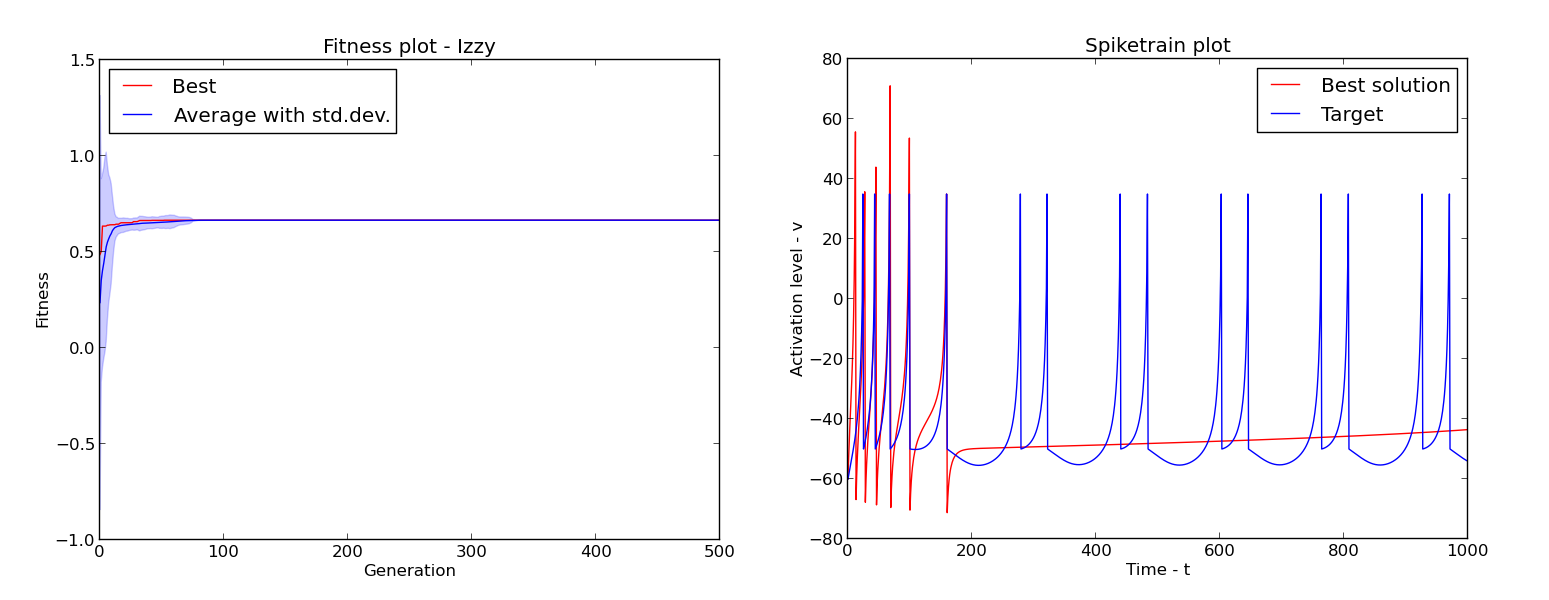 Fitness plot - Izzy
1.5
1.0
0.5
0.0
−0.5
−1.0
Fitness
Best
Average with std.dev.
0 100 200 300 400 500
Generation
Spiketrain plot
80
60
40
20
0
−20
−40
−60
−80
Activation level - v
Best solution
Target
0 200 400 600 800 1000
Time - t